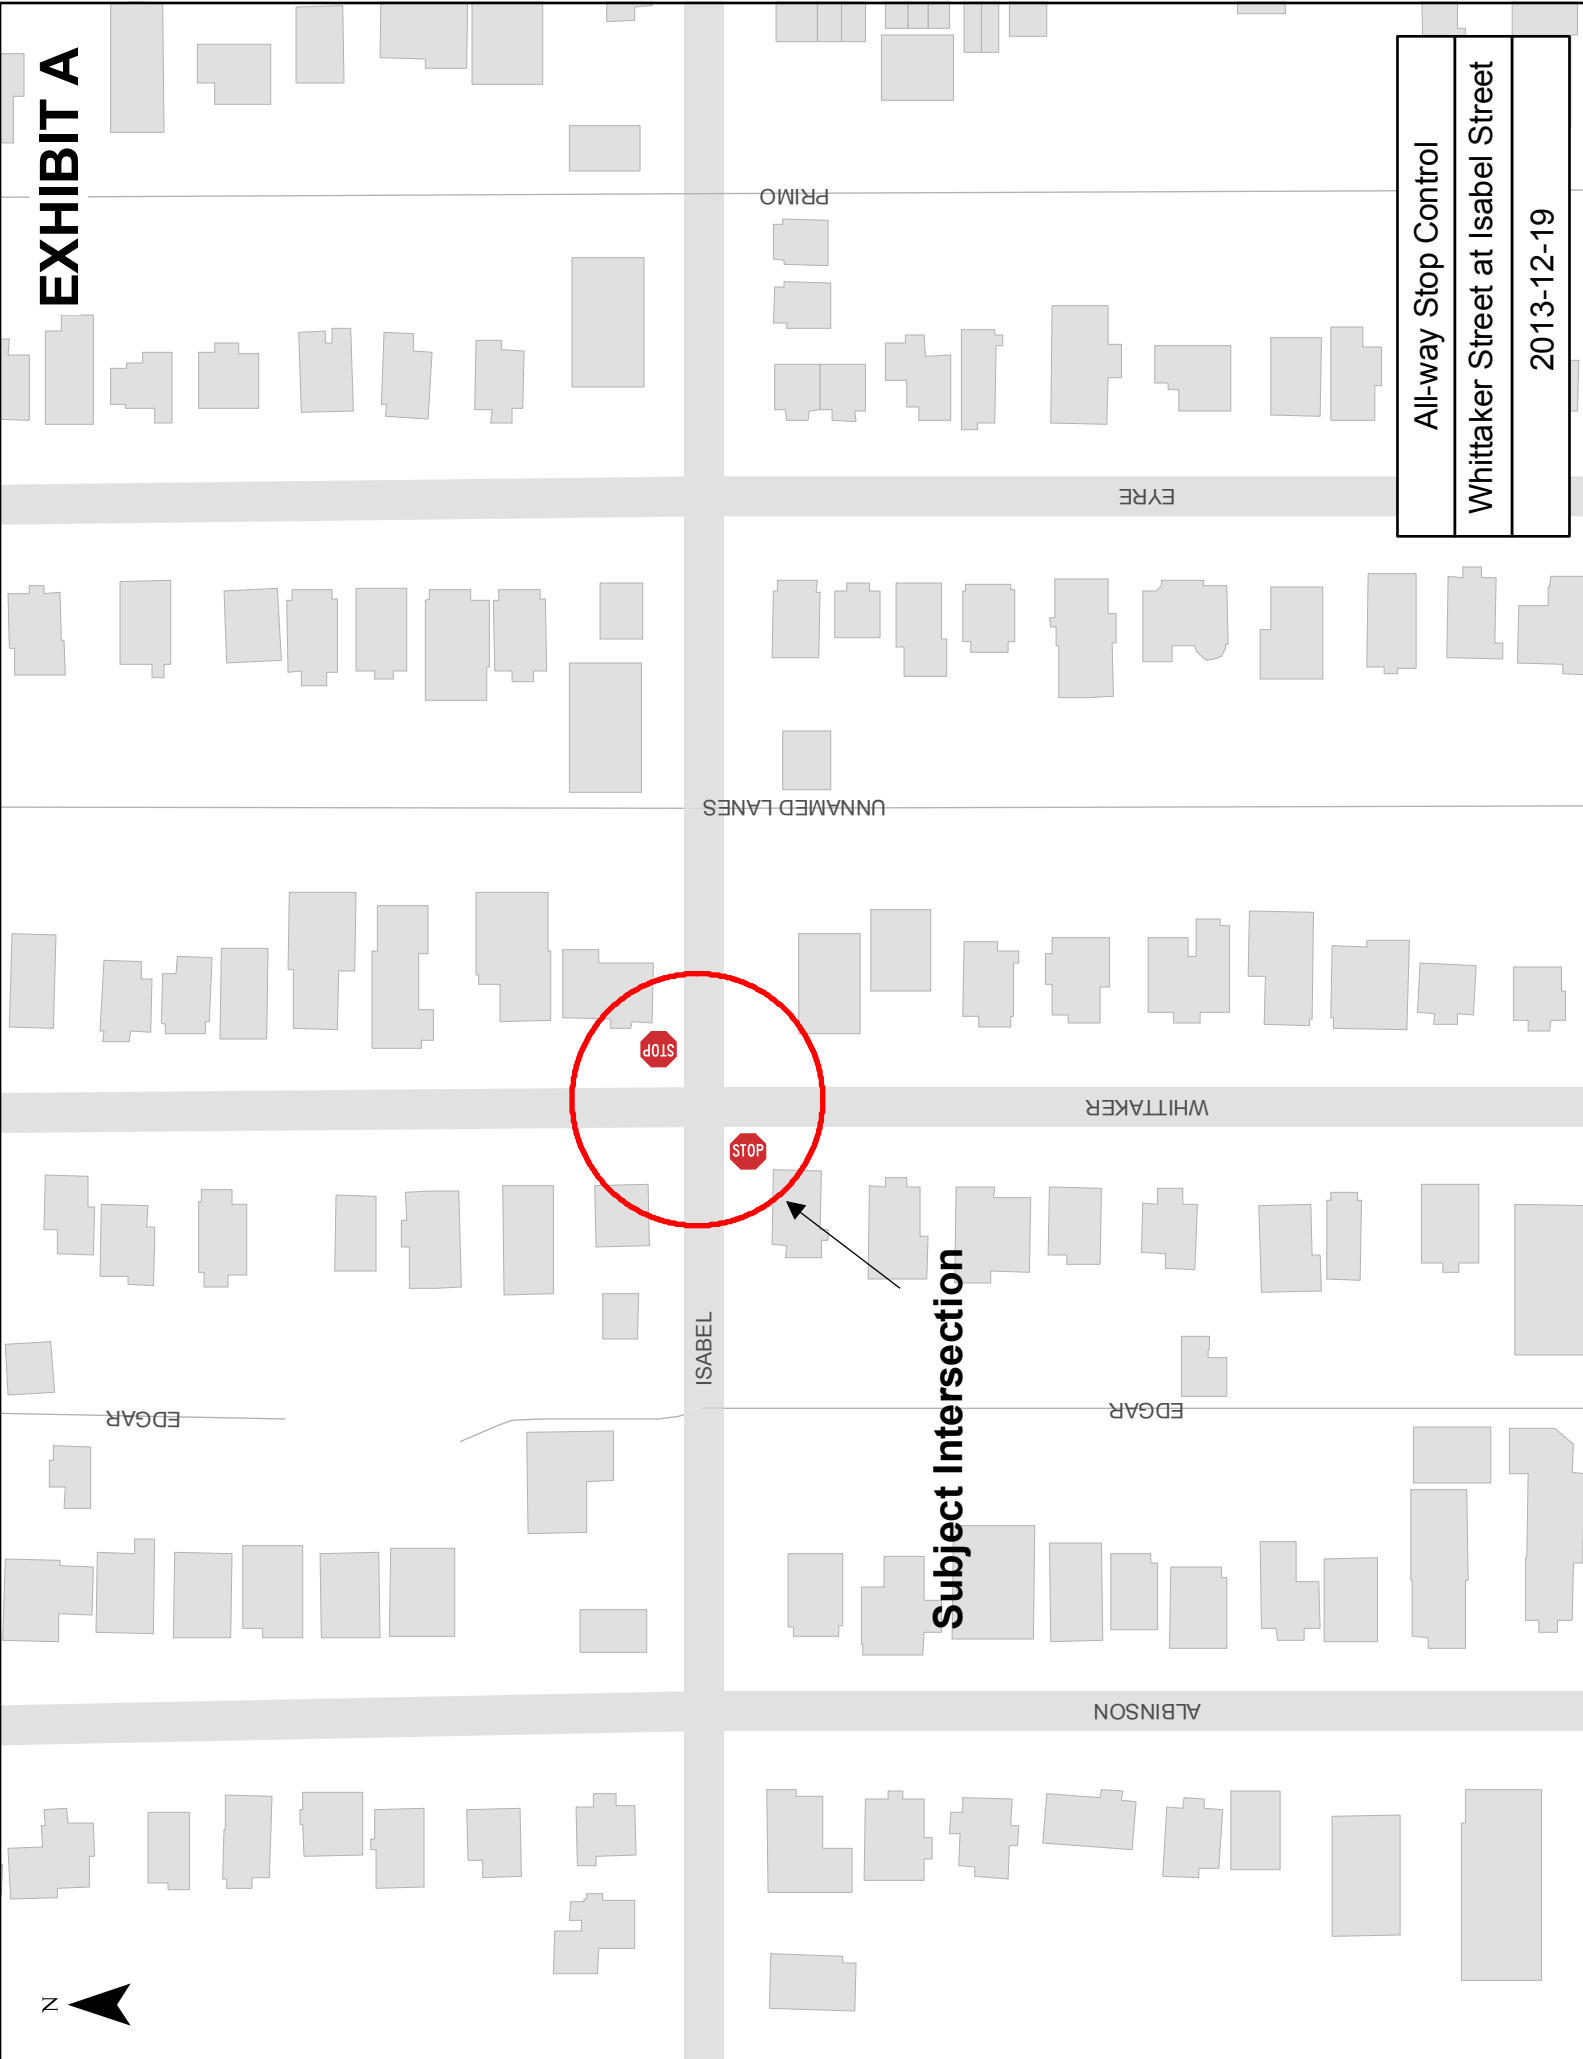 EXHIBIT A
PRIMO
EYRE
UNNAMED LANES
STOP
WHITTAKER
STOP
ISABEL
Subject Intersection
EDGAR
EDGAR
ALBINSON
N
All-way Stop Control
Whittaker Street at Isabel Street
2013-12-19